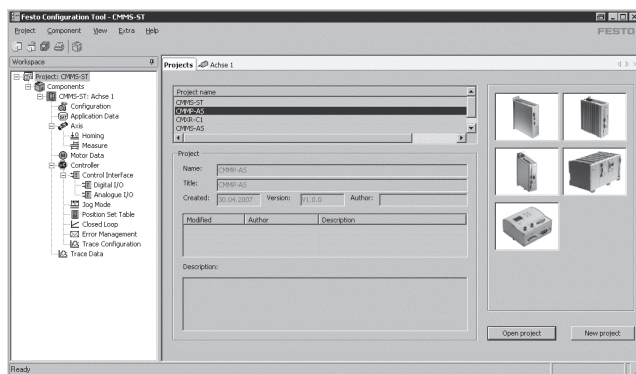 Festo Configuration Tool - CMMS-ST
Project Component View Extra Help
FESTO
Workspace
Project: CMMS-ST
Components
CMMS-ST: Achse 1
Configuration
Application Data
Axis
Homing
Measure
Motor Data
Controller
Control Interface
Digital I/O
Analogue I/O
Jog Mode
Position Set Table
Closed Loop
Error Management
Trace Configuration
Trace Data
Projects Achse 1
Project name
CMMS-ST
CMMP-AS
CMXR-C1
CMMS-AS
Project
Name: CMMP-AS
Title: CMMP-AS
Created: 30.04.2007 Version: V1.0.0 Author:
Modified Author Description
Description:
Open project New project
Ready